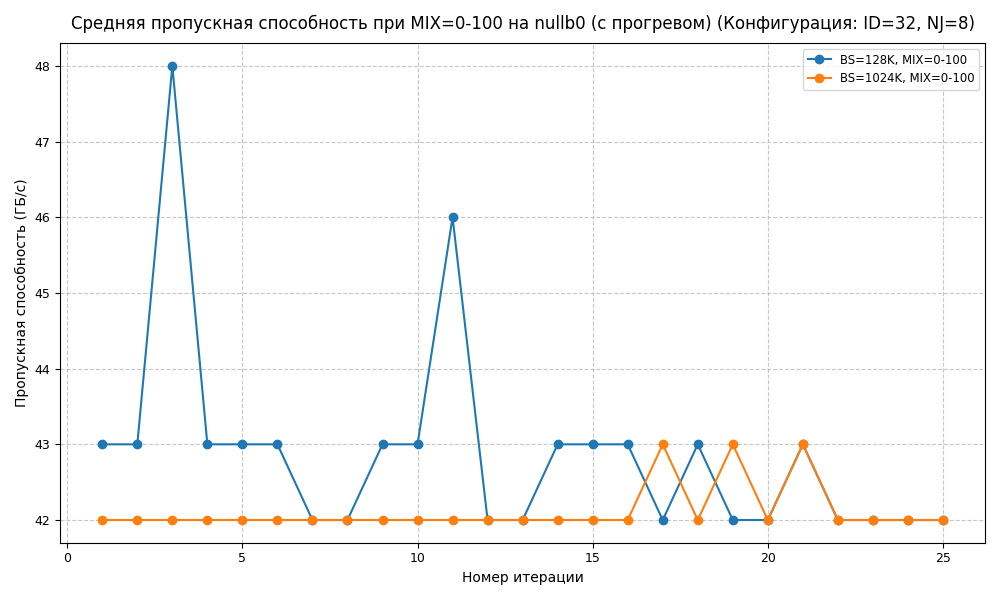 Средняя пропускная способность при MIX=0-100 на nullb0 (с прогревом) (Конфигурация: ID=32, NJ=8)
BS=128K, MIX=0-100
BS=1024K, MIX=0-100
Пропускная способность (ГБ/с)
48
47
46
45
44
43
42
0
5
10
15
20
25
Номер итерации